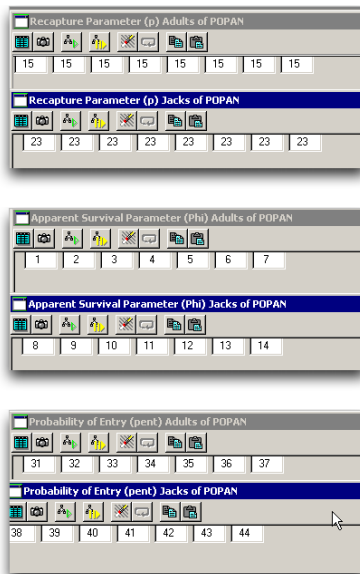 Recapture Parameter (p) Adults of POPAN
15 15 15 15 15 15 15 15
Recapture Parameter (p) Jacks of POPAN
23 23 23 23 23 23 23 23
Apparent Survival Parameter (Phi) Adults of POPAN
1 2 3 4 5 6 7
Apparent Survival Parameter (Phi) Jacks of POPAN
8 9 10 11 12 13 14
Probability of Entry (pent) Adults of POPAN
31 32 33 34 35 36 37
Probability of Entry (pent) Jacks of POPAN
38 39 40 41 42 43 44